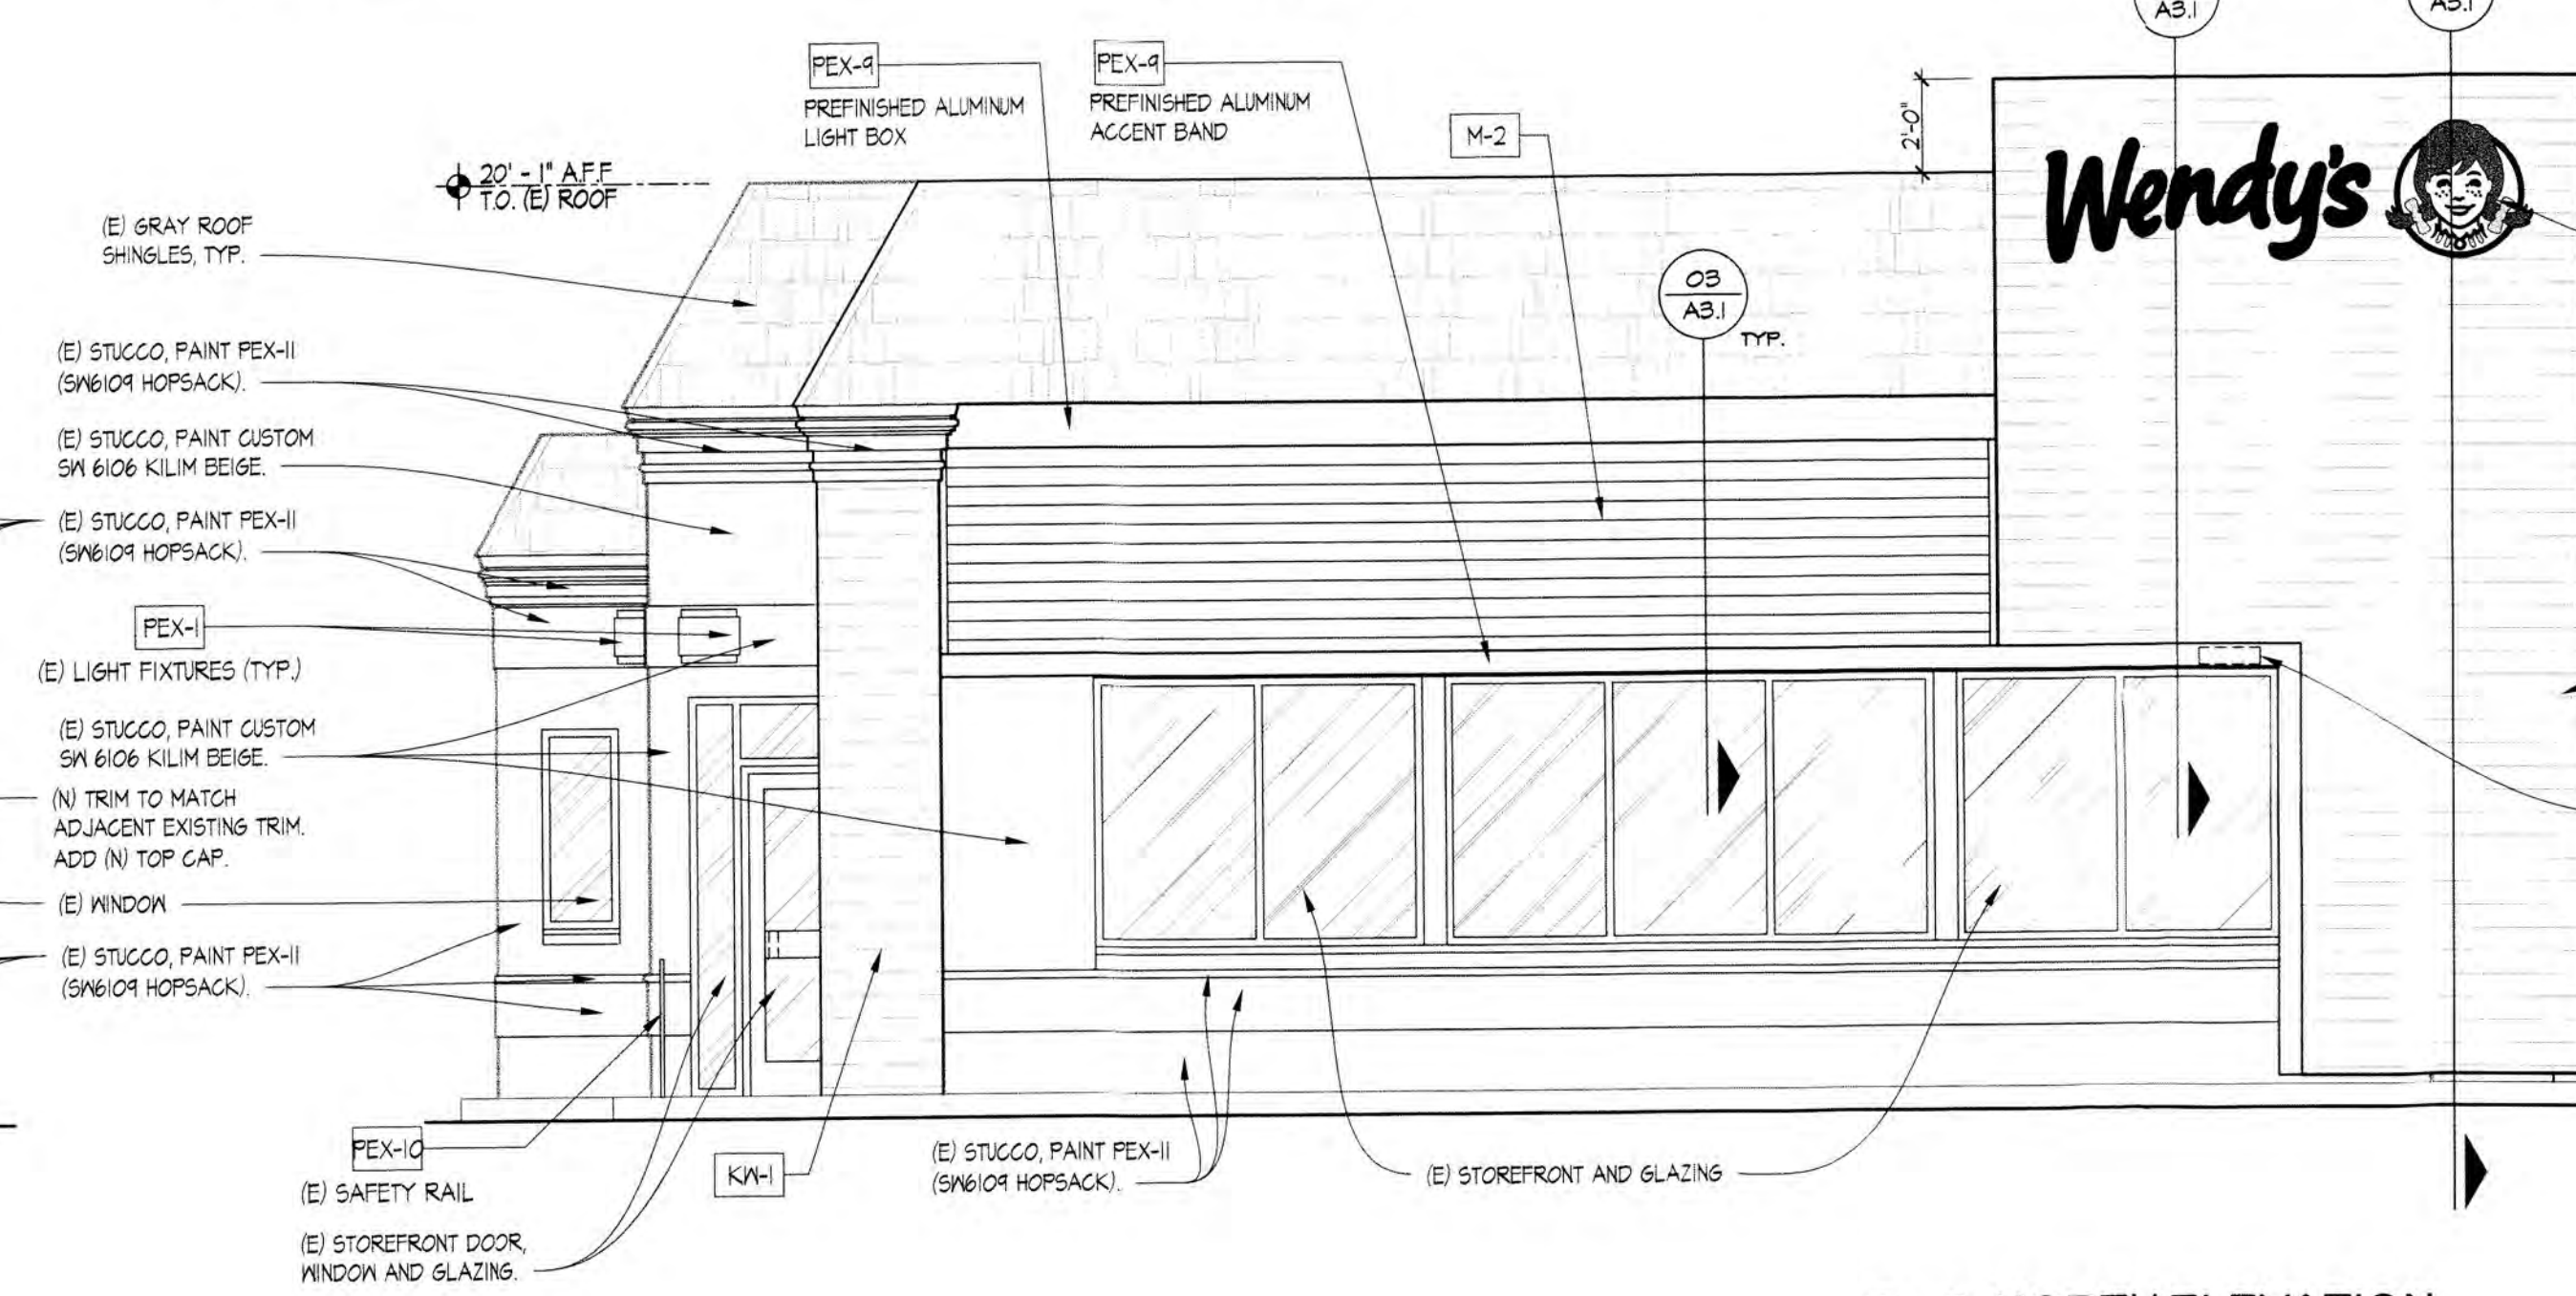 A3.1
A3.1
PEX-9
PREFINISHED ALUMINUM
LIGHT BOX
PEX-9
PREFINISHED ALUMINUM
ACCENT BAND
M-2
2'-0"
Wendy's
20' - 1" A.F.F
T.O. (E) ROOF
03
A3.1
TYP.
(E) GRAY ROOF
SHINGLES, TYP.
(E) STUCCO, PAINT PEX-11
(SW6109 HOPSACK).
(E) STUCCO, PAINT CUSTOM
SW 6106 KILIM BEIGE.
(E) STUCCO, PAINT PEX-11
(SW6109 HOPSACK).
PEX-1
(E) LIGHT FIXTURES (TYP.)
(E) STUCCO, PAINT CUSTOM
SW 6106 KILIM BEIGE.
(N) TRIM TO MATCH
ADJACENT EXISTING TRIM.
ADD (N) TOP CAP.
(E) WINDOW
(E) STUCCO, PAINT PEX-11
(SW6109 HOPSACK).
PEX-10
(E) SAFETY RAIL
(E) STOREFRONT DOOR,
WINDOW AND GLAZING.
KW-1
(E) STUCCO, PAINT PEX-11
(SW6109 HOPSACK).
(E) STOREFRONT AND GLAZING
ELEVATION